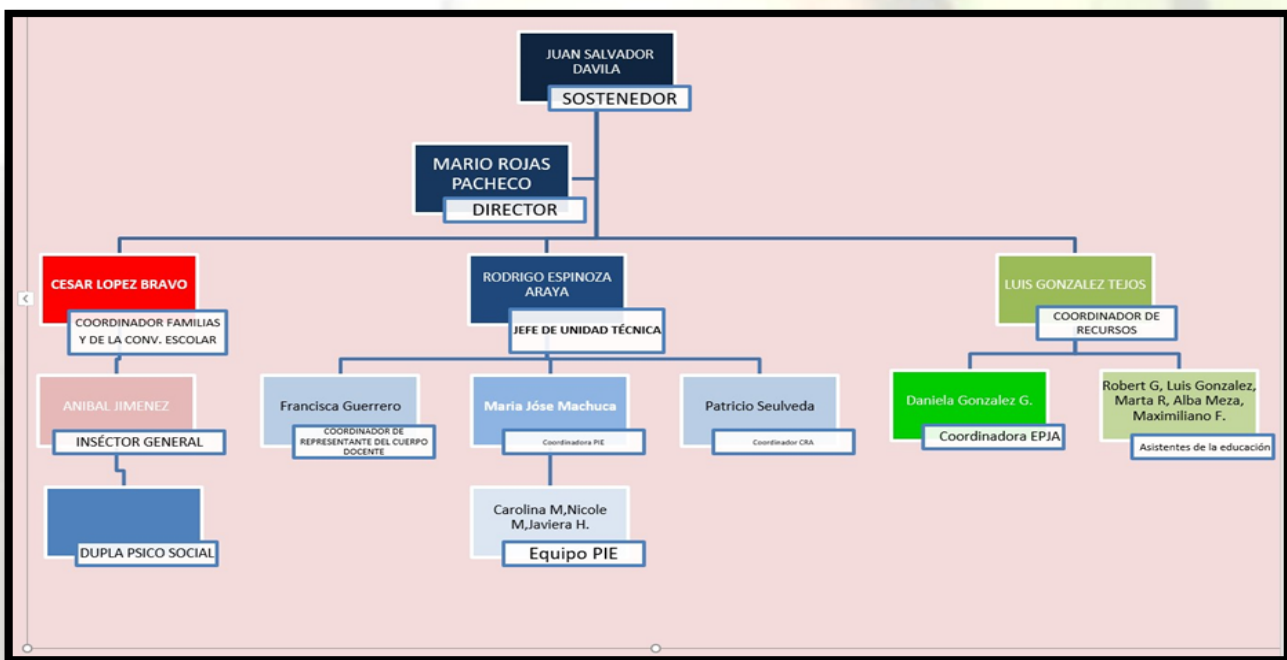 JUAN SALVADOR
DAVILA
SOSTENEDOR
MARIO ROJAS
PACHECO
DIRECTOR
CESAR LOPEZ BRAVO
COORDINADOR FAMILIAS
Y DE LA CONV. ESCOLAR
RODRIGO ESPINOZA
ARAYA
JEFE DE UNIDAD TÉCNICA
LUIS GONZALEZ TEJOS
COORDINADOR DE
RECURSOS
ANIBAL JIMENEZ
INSÉCTOR GENERAL
Francisca Guerrero
COORDINADOR DE
REPRESENTANTE DEL CUERPO
DOCENTE
Maria Jóse Machuca
Coordinadora PIE
Patricio Seulveda
Coordinador CRA
Daniela Gonzalez G.
Coordinadora EPJA
Robert G, Luis Gonzalez,
Marta R, Alba Meza,
Maximiliano F.
Asistentes de la educación
DUPLA PSICO SOCIAL
Carolina M,Nicole
M,Javiera H.
Equipo PIE